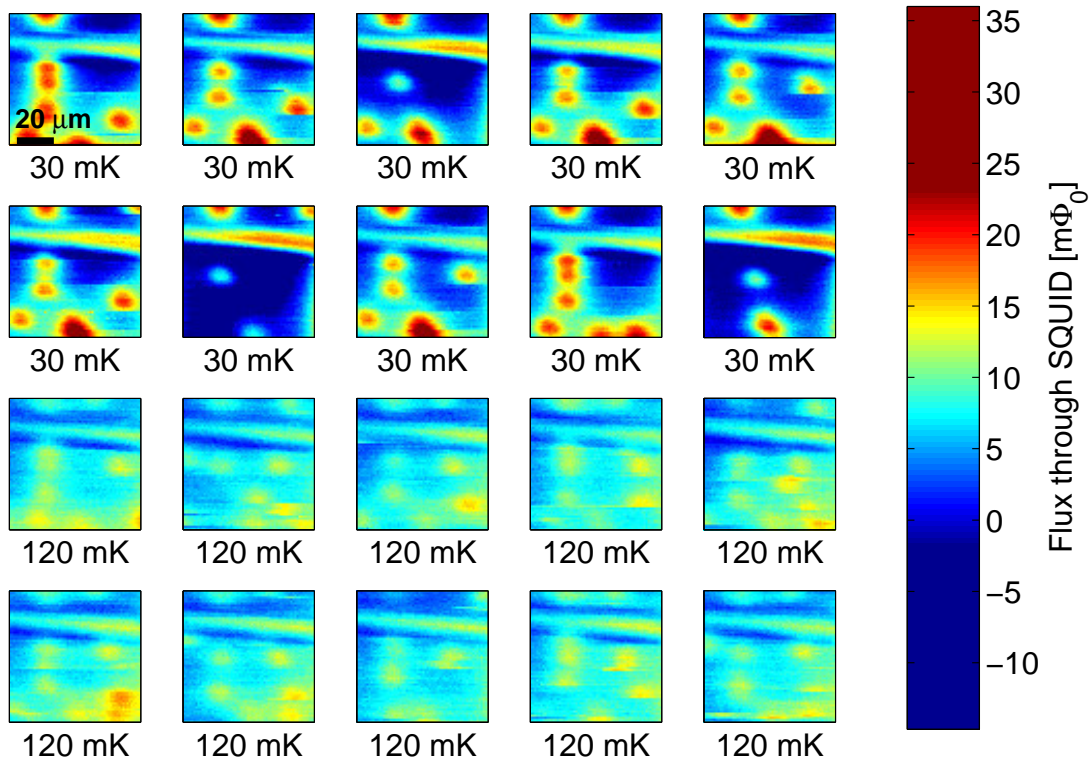 20 μm
30 mK 30 mK 30 mK 30 mK 30 mK
30 mK 30 mK 30 mK 30 mK 30 mK
120 mK 120 mK 120 mK 120 mK 120 mK
120 mK 120 mK 120 mK 120 mK 120 mK
35
30
25
20
15
10
5
0
−5
−10
Flux through SQUID [mΦ₀]